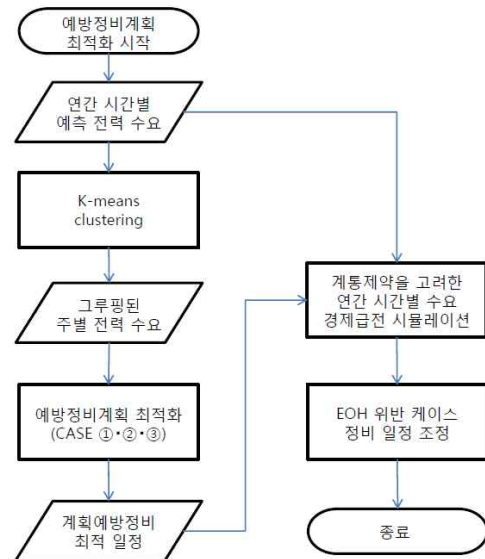 예방정비계획
최적화 시작
연간 시간별
예측 전력 수요
K-means
clustering
그루핑된
주별 전력 수요
예방정비계획 최적화
(CASE ①·②·③)
계획예방정비
최적 일정
계통제약을 고려한
연간 시간별 수요
경제급전 시뮬레이션
EOH 위반 케이스
정비 일정 조정
종료